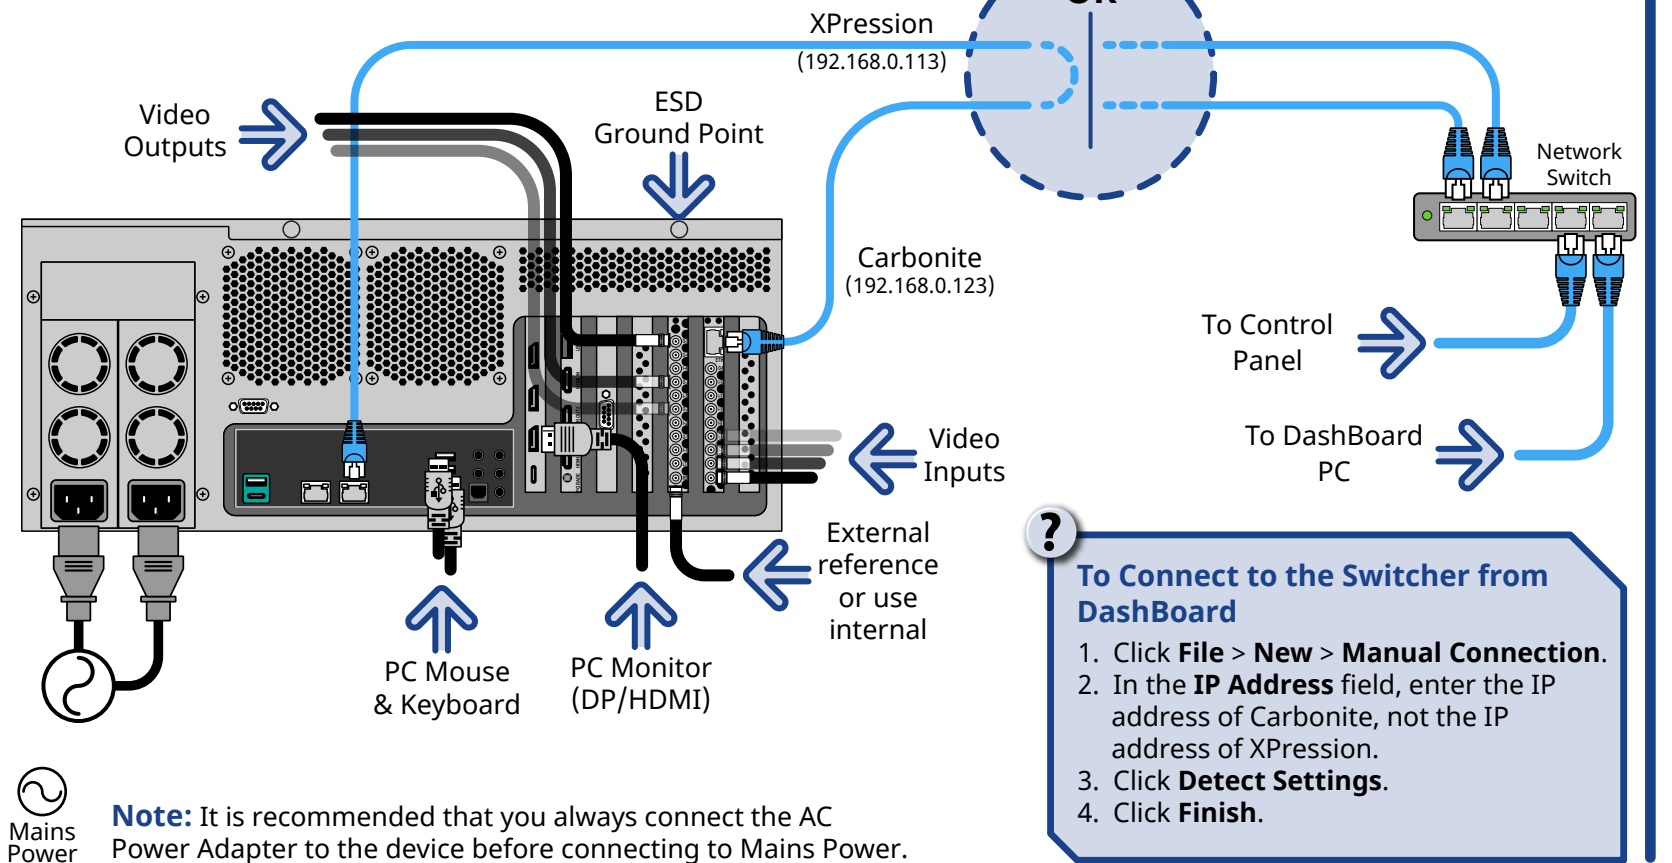 OR
XPression
(192.168.0.113)
Video
Outputs
ESD
Ground Point
Network
Switch
Carbonite
(192.168.0.123)
To Control
Panel
To DashBoard
PC
Video
Inputs
External
reference
or use
internal
PC Mouse
& Keyboard
PC Monitor
(DP/HDMI)
?
To Connect to the Switcher from
DashBoard
1. Click File > New > Manual Connection.
2. In the IP Address field, enter the IP
address of Carbonite, not the IP
address of XPression.
3. Click Detect Settings.
4. Click Finish.
Mains
Power
Note: It is recommended that you always connect the AC
Power Adapter to the device before connecting to Mains Power.